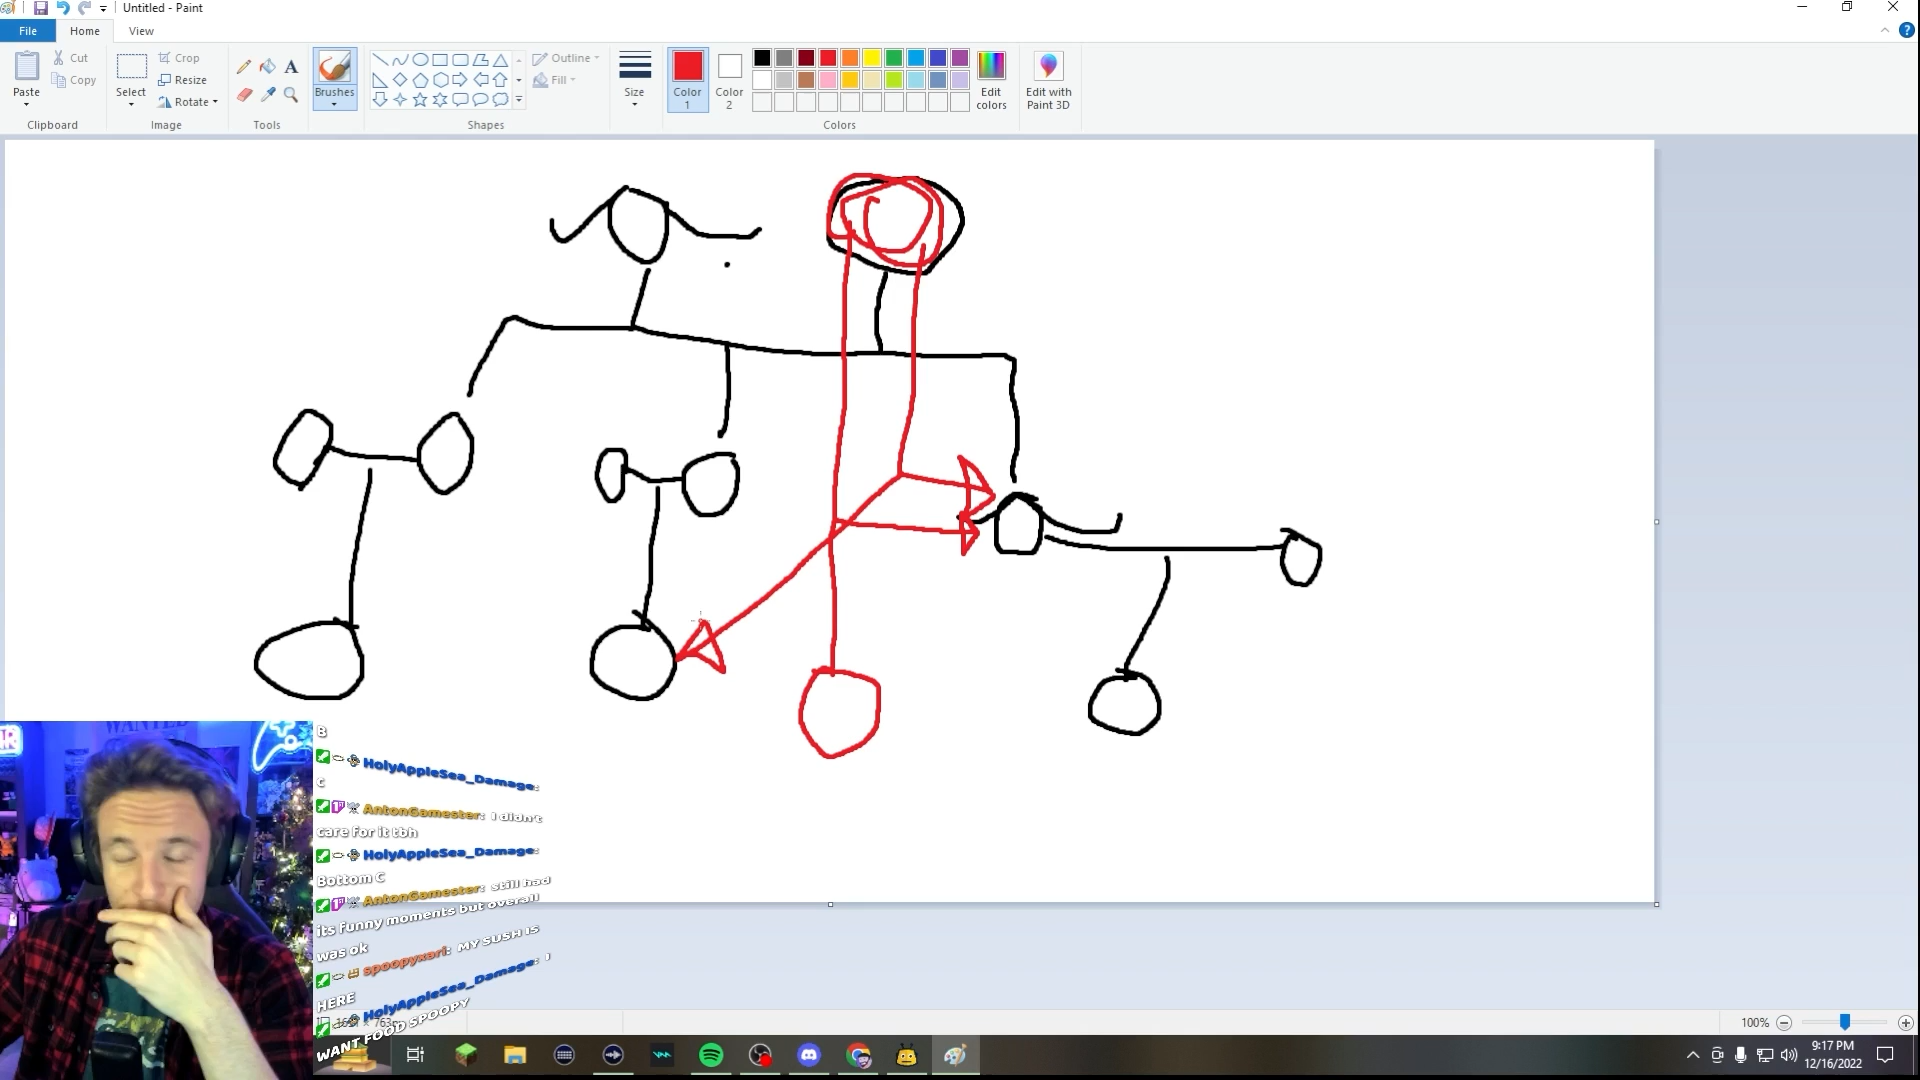 Untitled - Paint
File
Home
View
Paste
Cut
Copy
Clipboard
Select
Crop
Resize
Rotate
Image
Tools
Brushes
Shapes
Outline
Fill
Size
Color 1
Color 2
Edit colors
Edit with Paint 3D
Colors
B
HolyAppleSea_Damage:
C
AntonGamester: I didn't
care for it tbh
HolyAppleSea_Damage:
Bottom C
AntonGamester: still had
its funny moments but overall
was ok
spoopyxari: MY SUSH IS
HERE
HolyAppleSea_Damage: I
WANT FOOD SPOOPY
100%
9:17 PM
12/16/2022